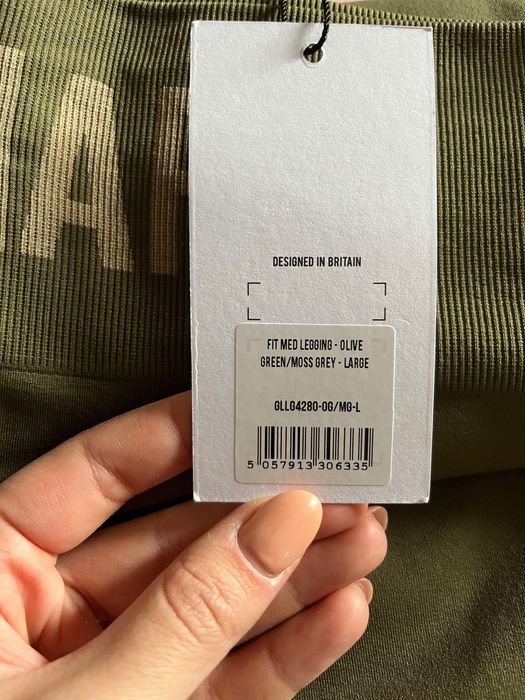 DESIGNED IN BRITAIN
FIT MED LEGGING - OLIVE
GREEN/MOSS GREY - LARGE
GLLG4280-OG/MG-L
5 057913 306335